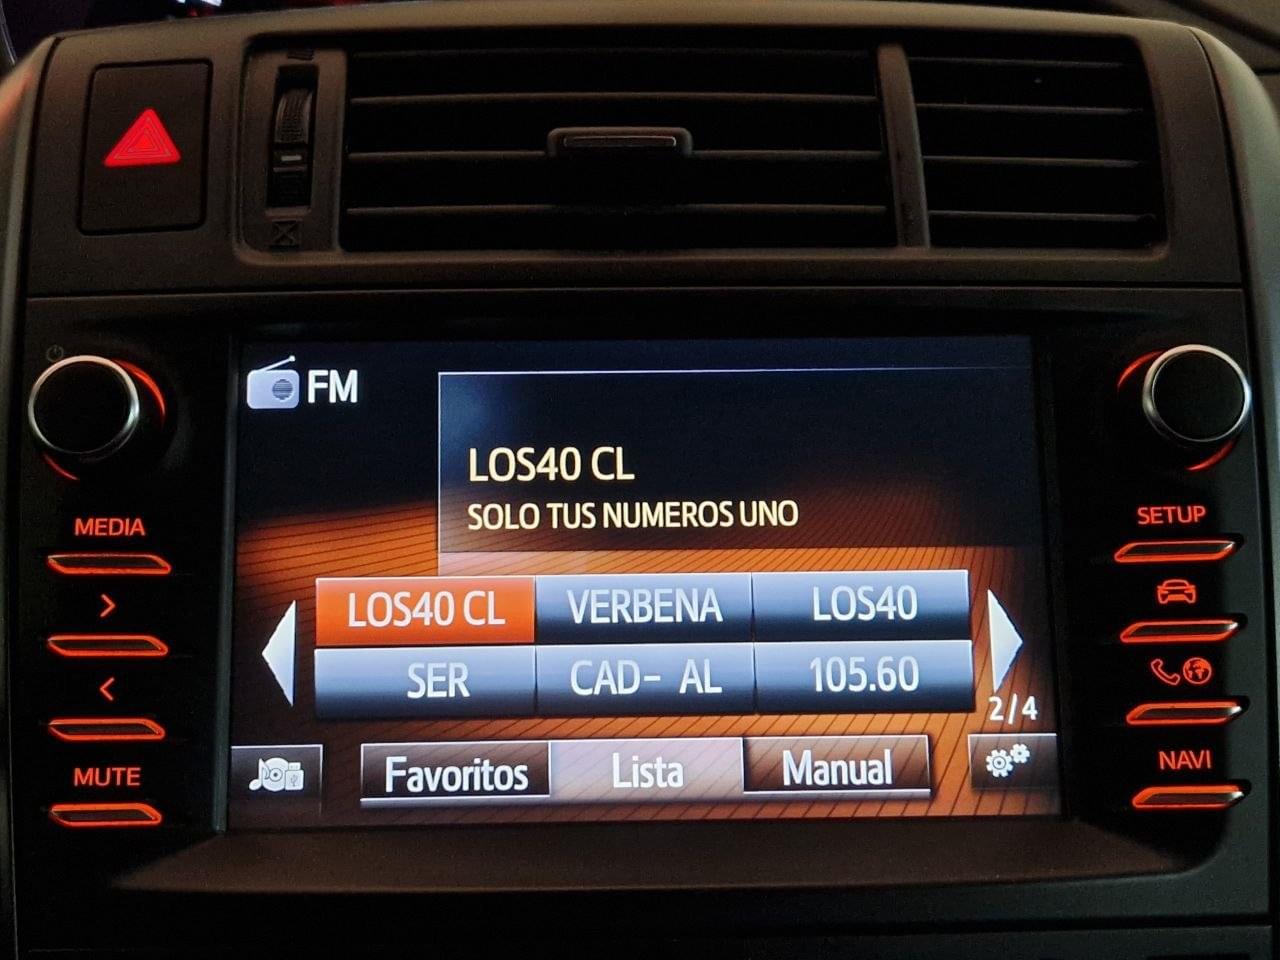 FM
LOS40 CL
SOLO TUS NUMEROS UNO
MEDIA
SETUP
LOS40 CL VERBENA LOS40
SER CAD- AL 105.60
2/4
MUTE
NAVI
Favoritos Lista Manual